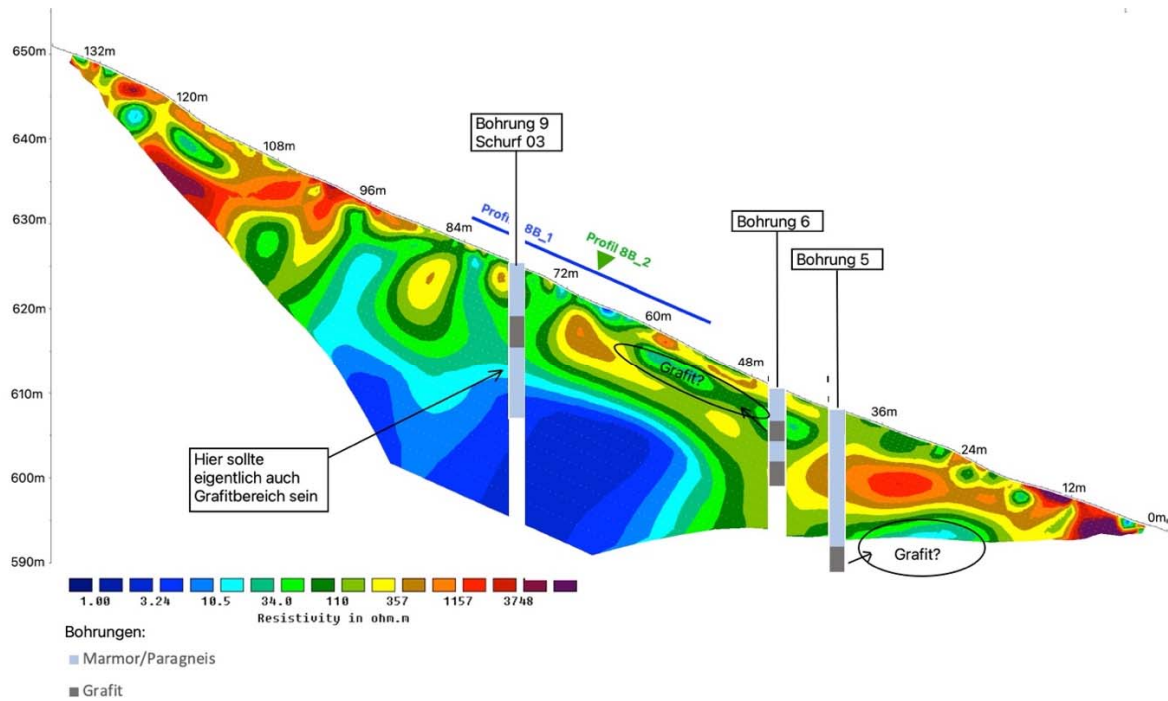 650m
640m
630m
620m
610m
600m
590m
132m
120m
108m
96m
84m
72m
60m
48m
36m
24m
12m
0m
Bohrung 9
Schurf 03
Profi
8B_1
Profil 8B_2
Bohrung 6
Bohrung 5
Grafit?
Hier sollte
eigentlich auch
Grafitbereich sein
Grafit?
1.00 3.24 10.5 34.0 110 357 1157 3748
Resistivity in ohm.m
Bohrungen:
Marmor/Paragneis
Grafit